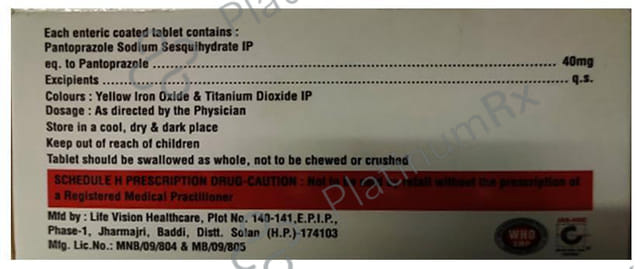 Each enteric coated tablet contains :
Pantoprazole Sodium Sesquihydrate IP
eq. to Pantoprazole ........ 40mg
Excipients ........ q.s.
Colours : Yellow Iron Oxide & Titanium Dioxide IP
Dosage : As directed by the Physician
Store in a cool, dry & dark place
Keep out of reach of children
Tablet should be swallowed as whole, not to be chewed or crushed
SCHEDULE H PRESCRIPTION DRUG-CAUTION : Not to be retail without the prescription of
a Registered Medical Practitioner
Mfd by : Life Vision Healthcare, Plot No. 140-141,E.P.I.P.,
Phase-1, Jharmajri, Baddi, Distt. Solan (H.P.)-174103
Mfg. Lic.No.: MNB/09/804 & MB/09/805
WHO
GMP
PlatinumRx